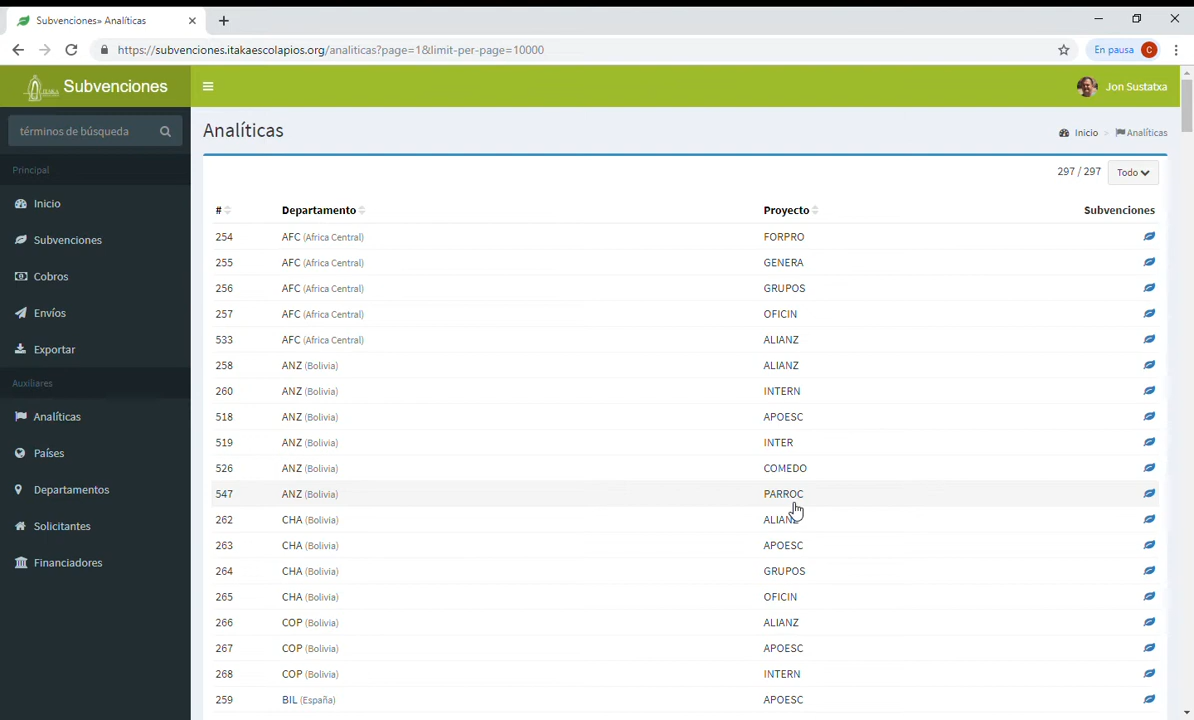 Subvenciones» Analíticas
https://subvenciones.itakaescolapios.org/analiticas?page=1&limit-per-page=10000
En pausa C
Subvenciones
Jon Sustatxa
términos de búsqueda
Analíticas
Inicio » Analíticas
Principal
297 / 297 Todo
Inicio
Subvenciones
Cobros
Envíos
Exportar
Auxiliares
Analíticas
Países
Departamentos
Solicitantes
Financiadores
# Departamento Proyecto Subvenciones
254 AFC (Africa Central) FORPRO
255 AFC (Africa Central) GENERA
256 AFC (Africa Central) GRUPOS
257 AFC (Africa Central) OFICIN
533 AFC (Africa Central) ALIANZ
258 ANZ (Bolivia) ALIANZ
260 ANZ (Bolivia) INTERN
518 ANZ (Bolivia) APOESC
519 ANZ (Bolivia) INTER
526 ANZ (Bolivia) COMEDO
547 ANZ (Bolivia) PARROC
262 CHA (Bolivia) ALIANZ
263 CHA (Bolivia) APOESC
264 CHA (Bolivia) GRUPOS
265 CHA (Bolivia) OFICIN
266 COP (Bolivia) ALIANZ
267 COP (Bolivia) APOESC
268 COP (Bolivia) INTERN
259 BIL (España) APOESC